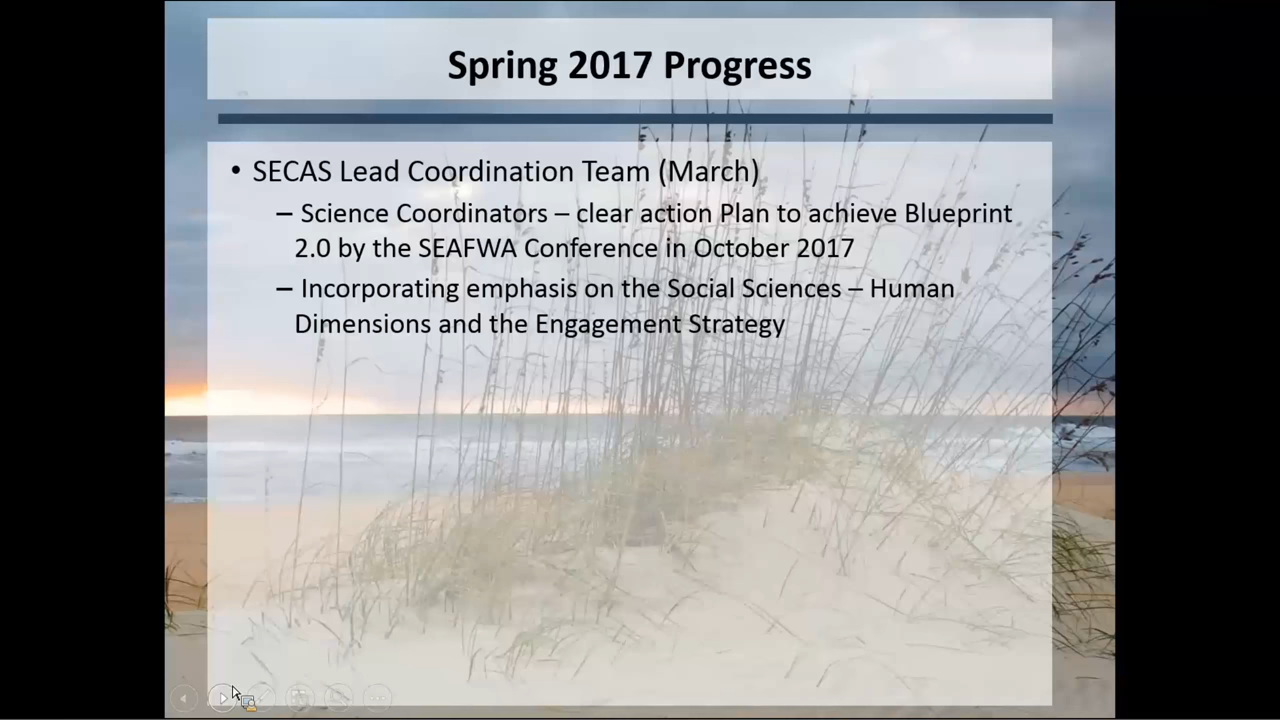 Spring 2017 Progress
• SECAS Lead Coordination Team (March)
– Science Coordinators – clear action Plan to achieve Blueprint
2.0 by the SEAFWA Conference in October 2017
– Incorporating emphasis on the Social Sciences – Human
Dimensions and the Engagement Strategy